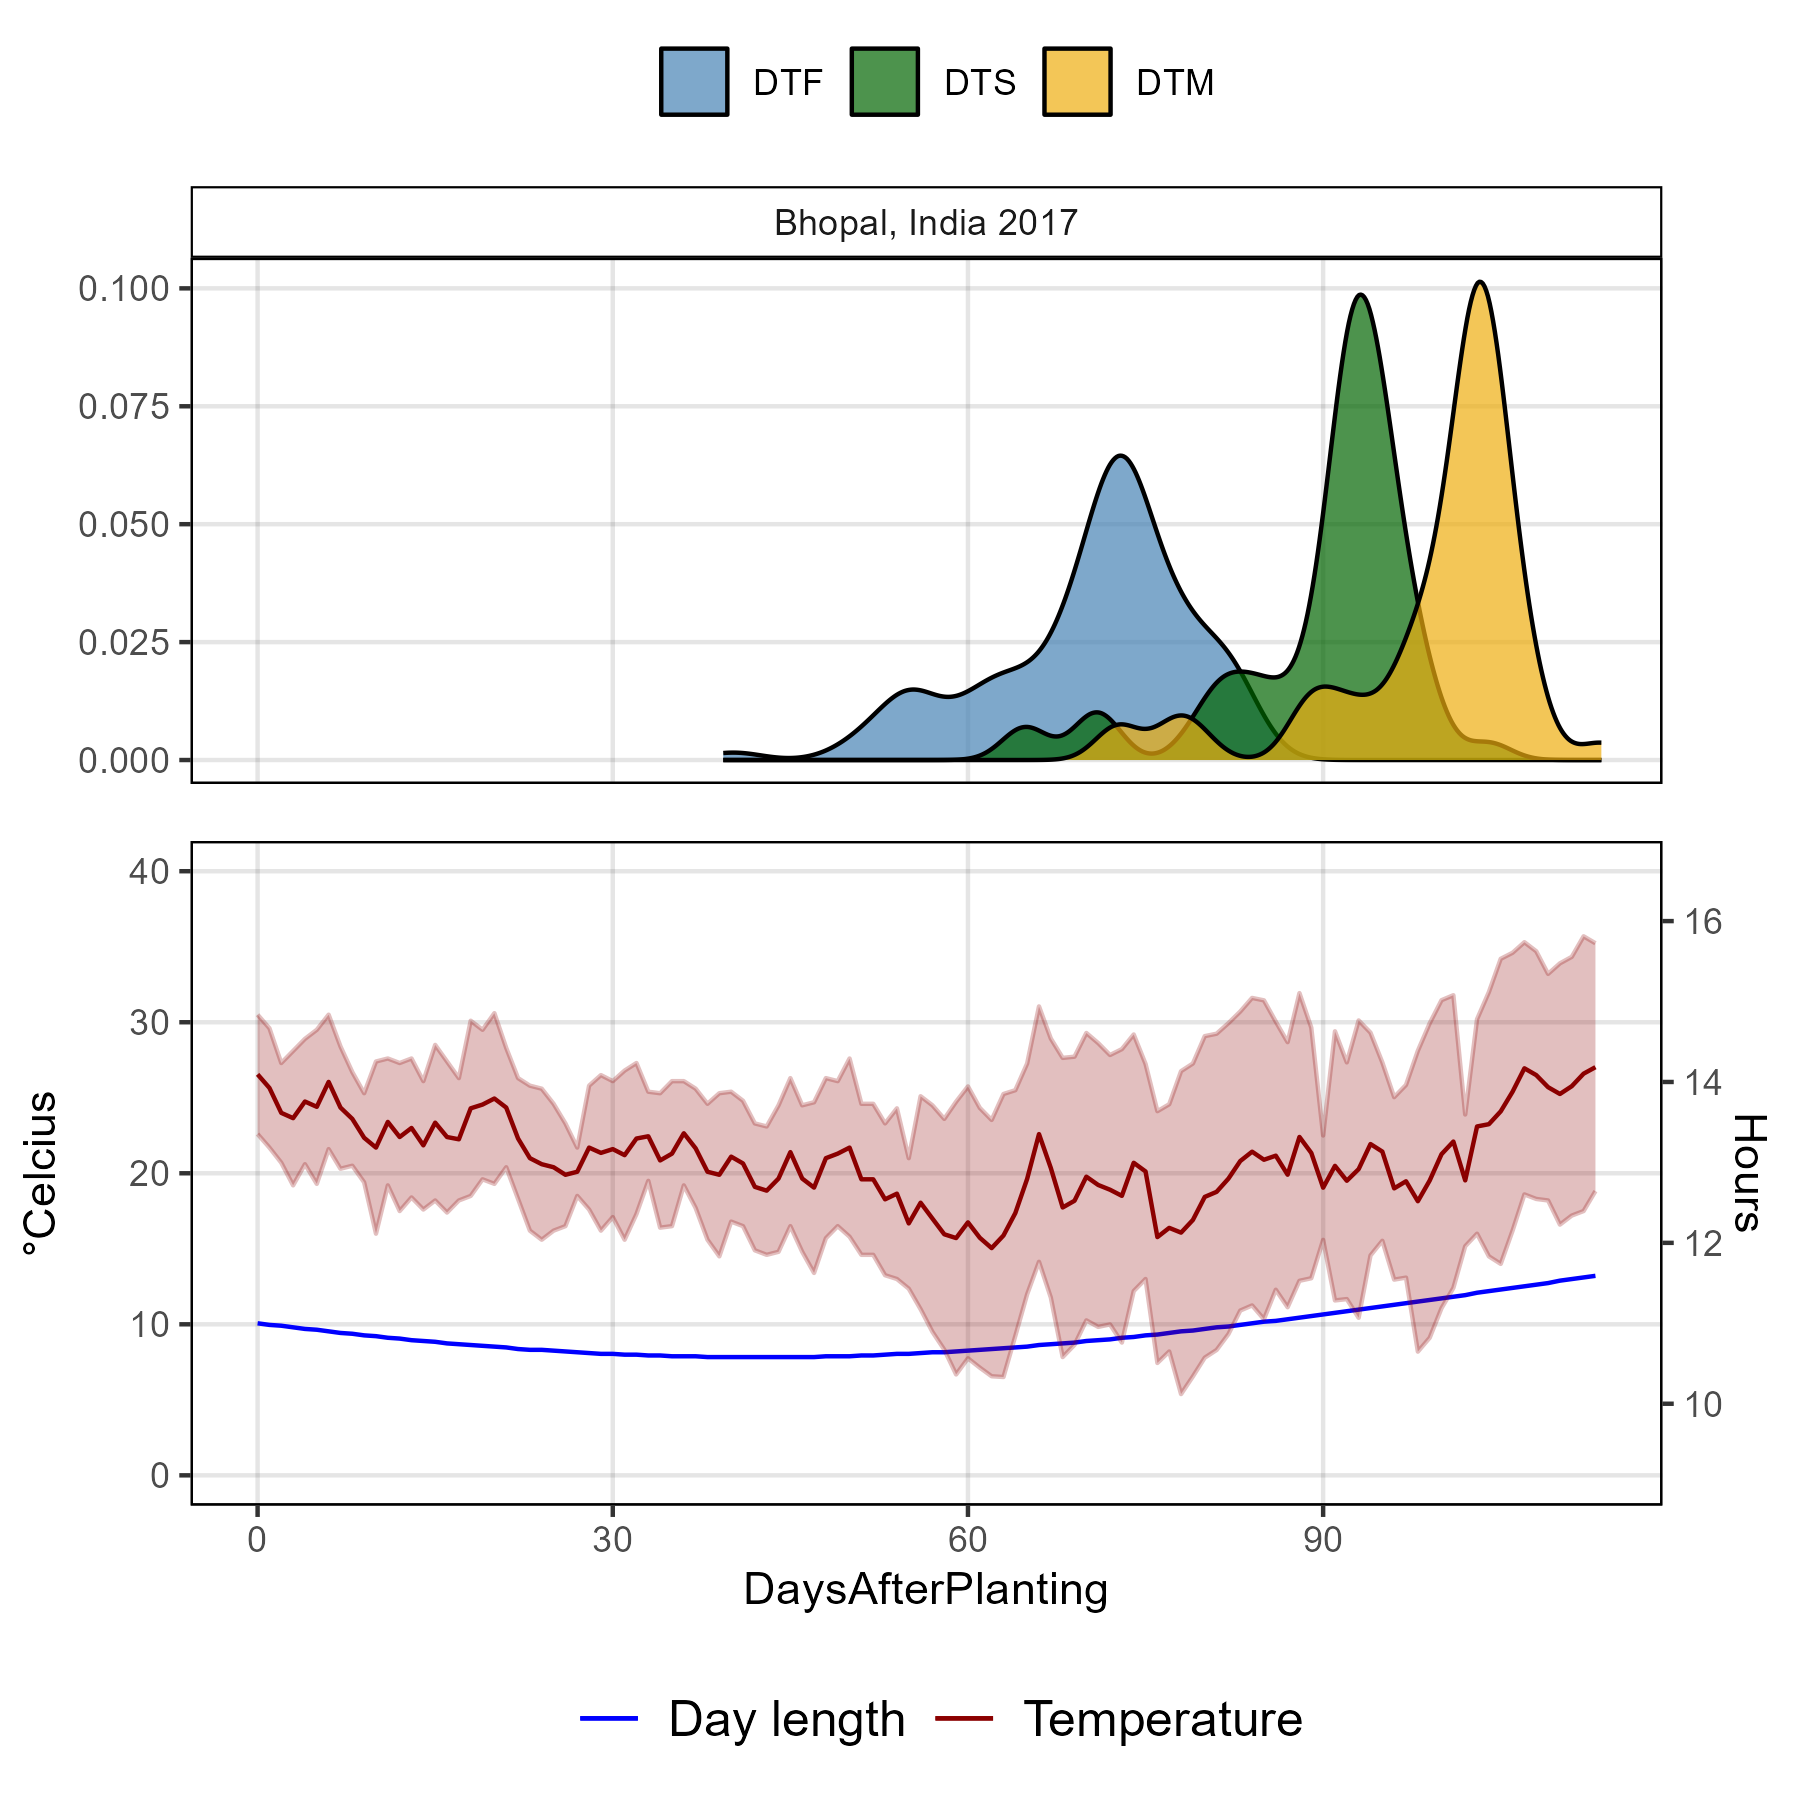 DTF DTS DTM
Bhopal, India 2017
0.100
0.075
0.050
0.025
0.000
40
30
20
10
0
°Celcius
16
14
12
10
Hours
0 30 60 90
DaysAfterPlanting
Day length Temperature